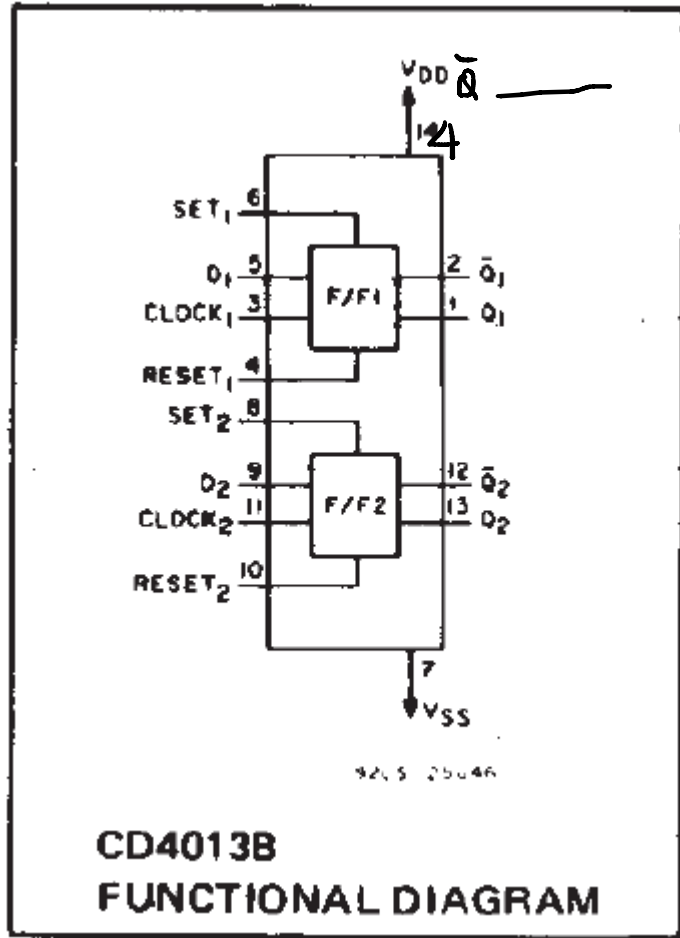 VDD Q̄
14 4
SET1 6
D1 5 F/F1 2 Q̄1
CLOCK1 3 1 Q1
RESET1 4
SET2 8
D2 9 F/F2 12 Q̄2
CLOCK2 11 13 Q2
RESET2 10
7
VSS
CD4013B
FUNCTIONAL DIAGRAM